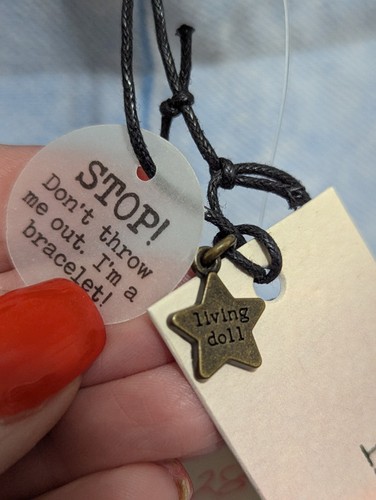 STOP!
Don't throw
me out. I'm a
bracelet!
living
doll